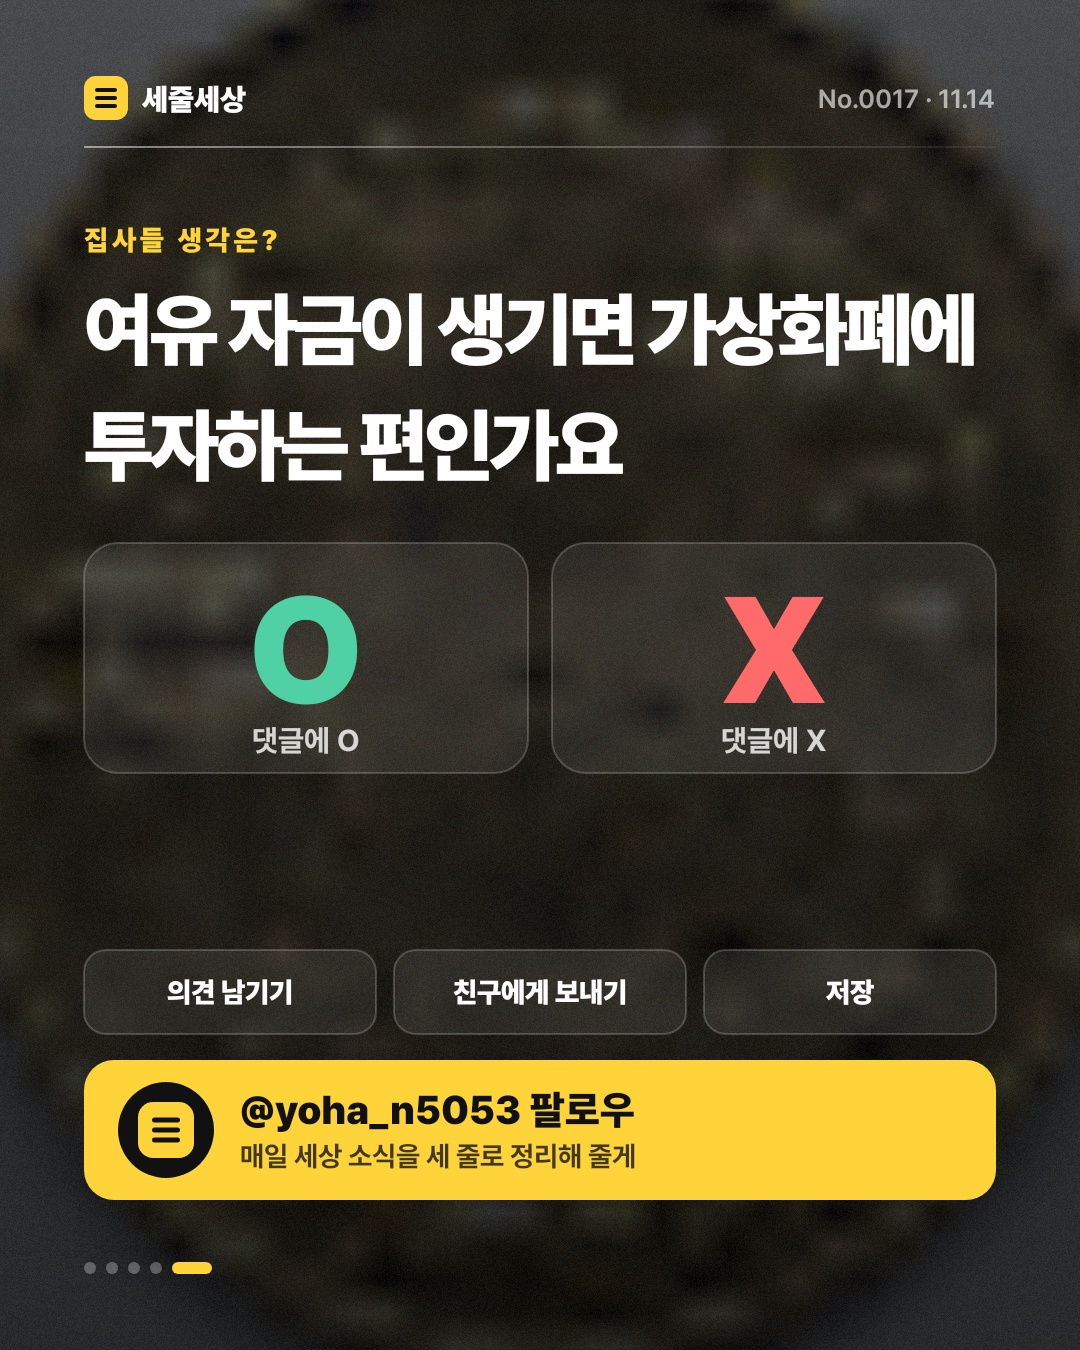 세줄세상
No.0017 · 11.14
집사들 생각은?
여유 자금이 생기면 가상화폐에
투자하는 편인가요
O
댓글에 O
X
댓글에 X
의견 남기기
친구에게 보내기
저장
@yoha_n5053 팔로우
매일 세상 소식을 세 줄로 정리해 줄게